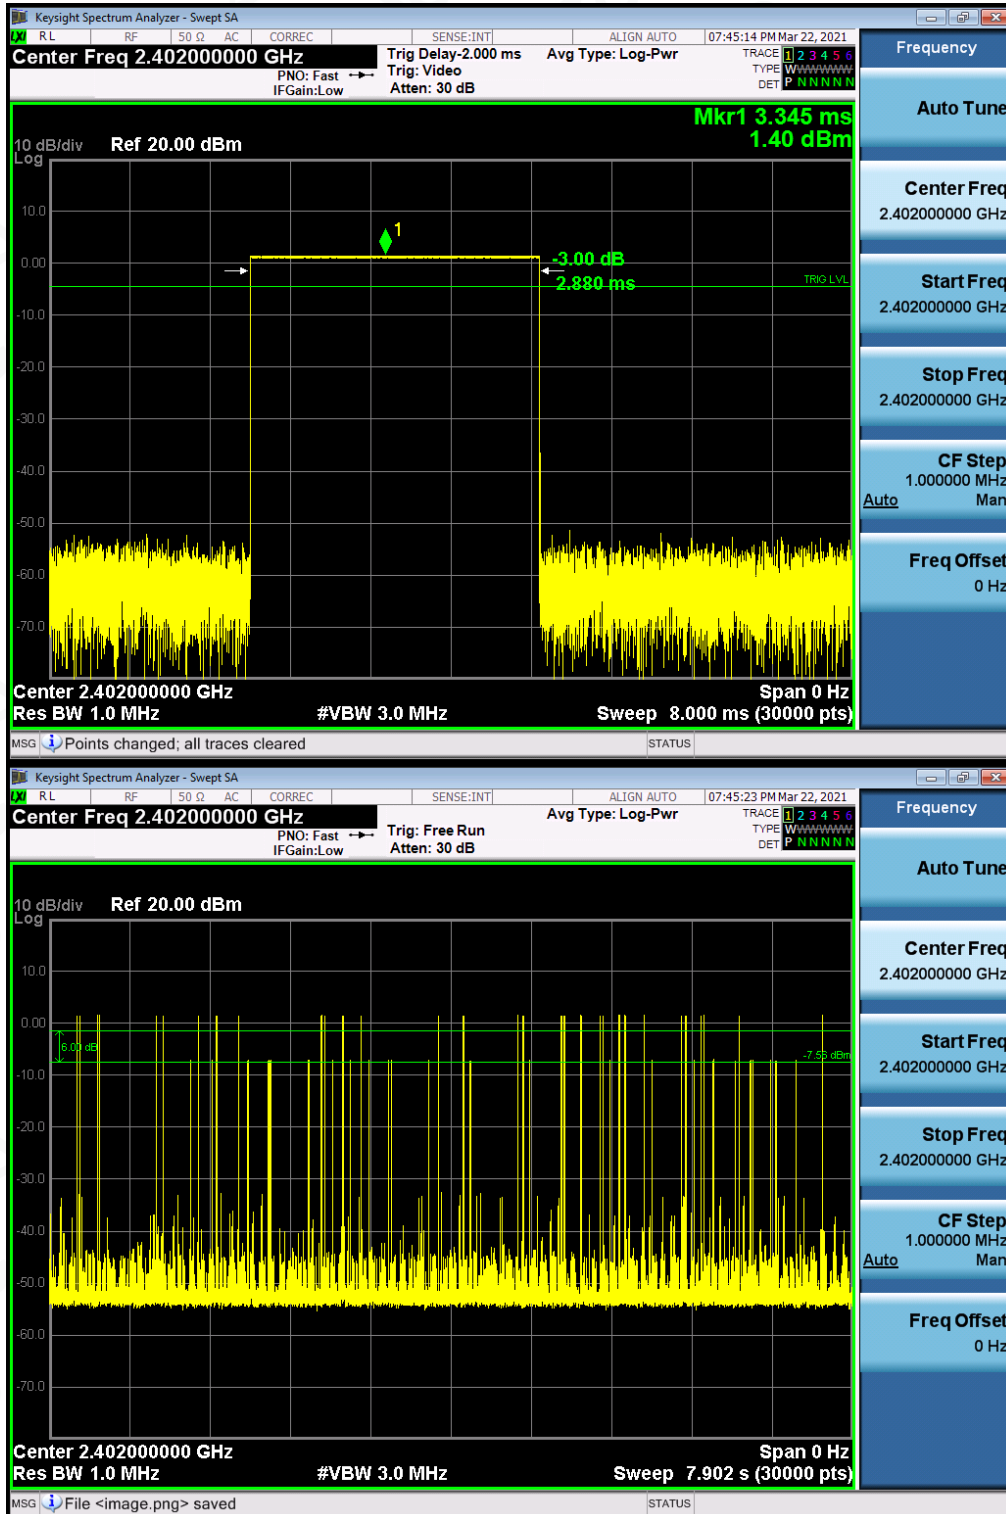 Keysight Spectrum Analyzer - Swept SA
LXI RL RF 50 Ω AC CORREC SENSE:INT ALIGN AUTO 07:45:14 PM Mar 22, 2021
Center Freq 2.402000000 GHz Trig Delay-2.000 ms Avg Type: Log-Pwr TRACE 1 2 3 4 5 6
PNO: Fast Trig: Video TYPE WWWWWW
IFGain:Low Atten: 30 dB DET P N N N N N
Mkr1 3.345 ms
1.40 dBm
10 dB/div Ref 20.00 dBm
Log
10.0
1
0.00
-3.00 dB
2.880 ms
TRIG LVL
-10.0
-20.0
-30.0
-40.0
-50.0
-60.0
-70.0
Center 2.402000000 GHz Span 0 Hz
Res BW 1.0 MHz #VBW 3.0 MHz Sweep 8.000 ms (30000 pts)
MSG Points changed; all traces cleared STATUS
Frequency
Auto Tune
Center Freq
2.402000000 GHz
Start Freq
2.402000000 GHz
Stop Freq
2.402000000 GHz
CF Step
1.000000 MHz
Auto Man
Freq Offset
0 Hz
Keysight Spectrum Analyzer - Swept SA
LXI RL RF 50 Ω AC CORREC SENSE:INT ALIGN AUTO 07:45:23 PM Mar 22, 2021
Center Freq 2.402000000 GHz Avg Type: Log-Pwr TRACE 1 2 3 4 5 6
PNO: Fast Trig: Free Run TYPE WWWWWW
IFGain:Low Atten: 30 dB DET P N N N N N
10 dB/div Ref 20.00 dBm
Log
10.0
0.00
6.00 dB
-7.56 dBm
-10.0
-20.0
-30.0
-40.0
-50.0
-60.0
-70.0
Center 2.402000000 GHz Span 0 Hz
Res BW 1.0 MHz #VBW 3.0 MHz Sweep 7.902 s (30000 pts)
MSG File <image.png> saved STATUS
Frequency
Auto Tune
Center Freq
2.402000000 GHz
Start Freq
2.402000000 GHz
Stop Freq
2.402000000 GHz
CF Step
1.000000 MHz
Auto Man
Freq Offset
0 Hz